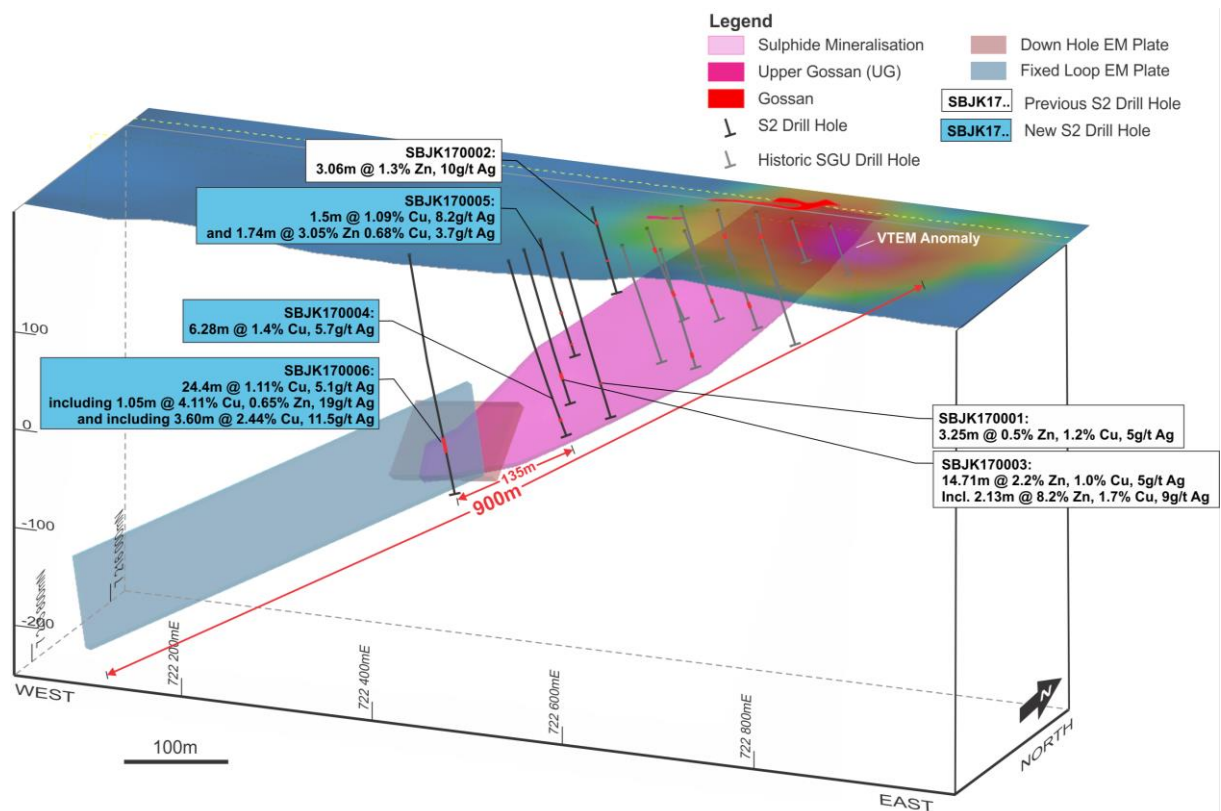 Legend
Sulphide Mineralisation
Upper Gossan (UG)
Gossan
S2 Drill Hole
Historic SGU Drill Hole
Down Hole EM Plate
Fixed Loop EM Plate
SBJK17.. Previous S2 Drill Hole
SBJK17.. New S2 Drill Hole
SBJK170002:
3.06m @ 1.3% Zn, 10g/t Ag
SBJK170005:
1.5m @ 1.09% Cu, 8.2g/t Ag
and 1.74m @ 3.05% Zn 0.68% Cu, 3.7g/t Ag
VTEM Anomaly
SBJK170004:
6.28m @ 1.4% Cu, 5.7g/t Ag
SBJK170006:
24.4m @ 1.11% Cu, 5.1g/t Ag
including 1.05m @ 4.11% Cu, 0.65% Zn, 19g/t Ag
and including 3.60m @ 2.44% Cu, 11.5g/t Ag
SBJK170001:
3.25m @ 0.5% Zn, 1.2% Cu, 5g/t Ag
SBJK170003:
14.71m @ 2.2% Zn, 1.0% Cu, 5g/t Ag
Incl. 2.13m @ 8.2% Zn, 1.7% Cu, 9g/t Ag
135m
900m
100
0
-100
-200
WEST
722 200mE
722 400mE
722 600mE
722 800mE
EAST
NORTH
N
100m